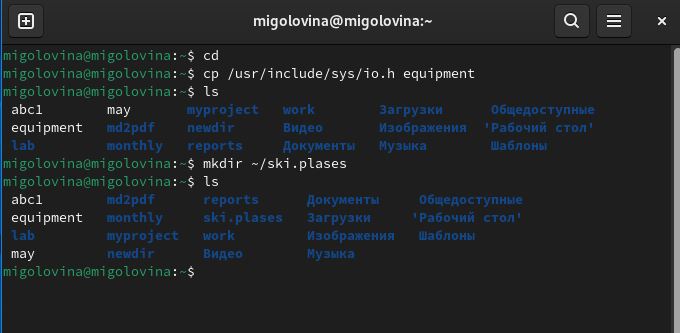 migolovina@migolovina:~
migolovina@migolovina:~$ cd
migolovina@migolovina:~$ cp /usr/include/sys/io.h equipment
migolovina@migolovina:~$ ls
abc1 may myproject work Загрузки Общедоступные
equipment md2pdf newdir Видео Изображения 'Рабочий стол'
lab monthly reports Документы Музыка Шаблоны
migolovina@migolovina:~$ mkdir ~/ski.plases
migolovina@migolovina:~$ ls
abc1 md2pdf reports Документы Общедоступные
equipment monthly ski.plases Загрузки 'Рабочий стол'
lab myproject work Изображения Шаблоны
may newdir Видео Музыка
migolovina@migolovina:~$